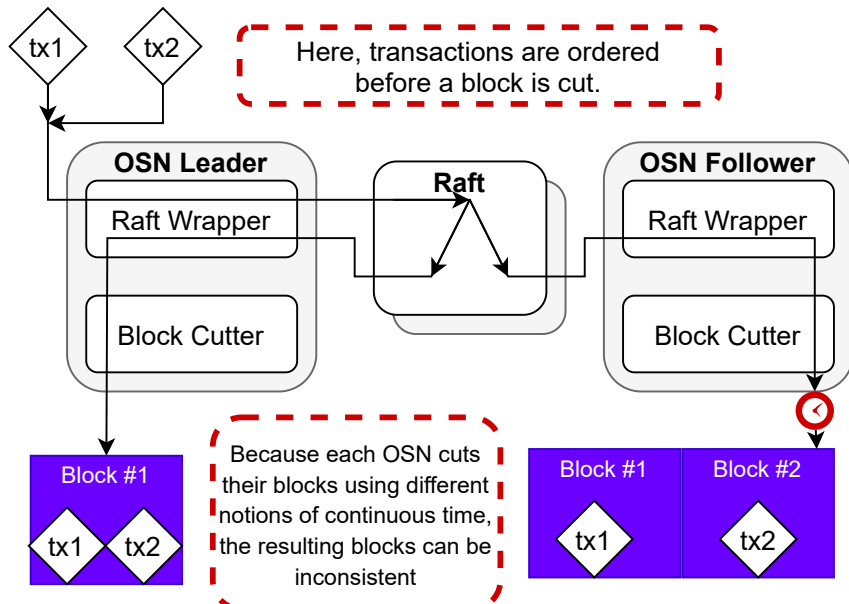 tx1
tx2
Here, transactions are ordered
before a block is cut.
OSN Leader
Raft Wrapper
Block Cutter
Raft
OSN Follower
Raft Wrapper
Block Cutter
Block #1
tx1
tx2
Because each OSN cuts
their blocks using different
notions of continuous time,
the resulting blocks can be
inconsistent
Block #1
tx1
Block #2
tx2